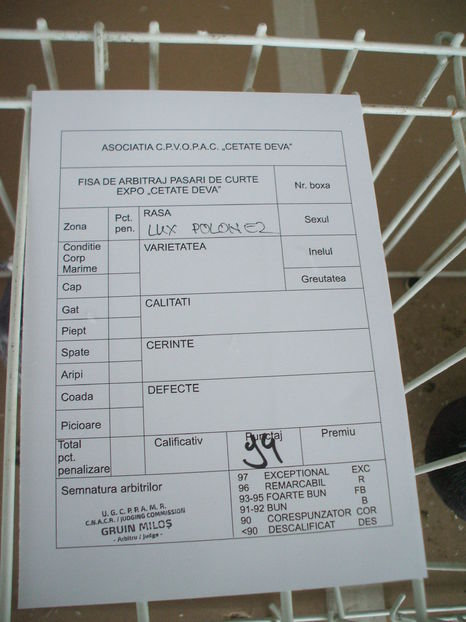 ASOCIATIA C.P.V.O.P.A.C. „CETATE DEVA”
FISA DE ARBITRAJ PASARI DE CURTE
EXPO „CETATE DEVA”
Nr. boxa
Zona
Pct.
pen.
RASA
LUX POLONEZ
Sexul
Conditie
Corp
Marime
VARIETATEA
Inelul
Cap
Greutatea
Gat
CALITATI
Piept
Spate
CERINTE
Aripi
Coada
DEFECTE
Picioare
Total
pct.
penalizare
Calificativ
Punctaj
94
Premiu
Semnatura arbitrilor
U. G. C. P. P. A. M. R.
C.N.A.C.R. / JUDGING COMMISSION
GRUIN MILOȘ
- Arbitru / Judge -
97 EXCEPTIONAL EXC
96 REMARCABIL R
93-95 FOARTE BUN FB
91-92 BUN B
90 CORESPUNZATOR COR
<90 DESCALIFICAT DES